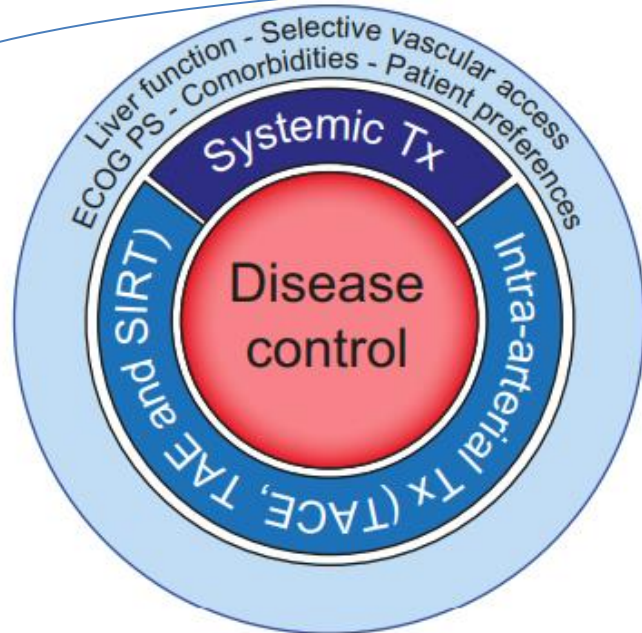 Liver function - Selective vascular access
ECOG PS - Comorbidities - Patient preferences
Systemic Tx
Intra-arterial Tx (TACE, TAE and SIRT)
Disease
control